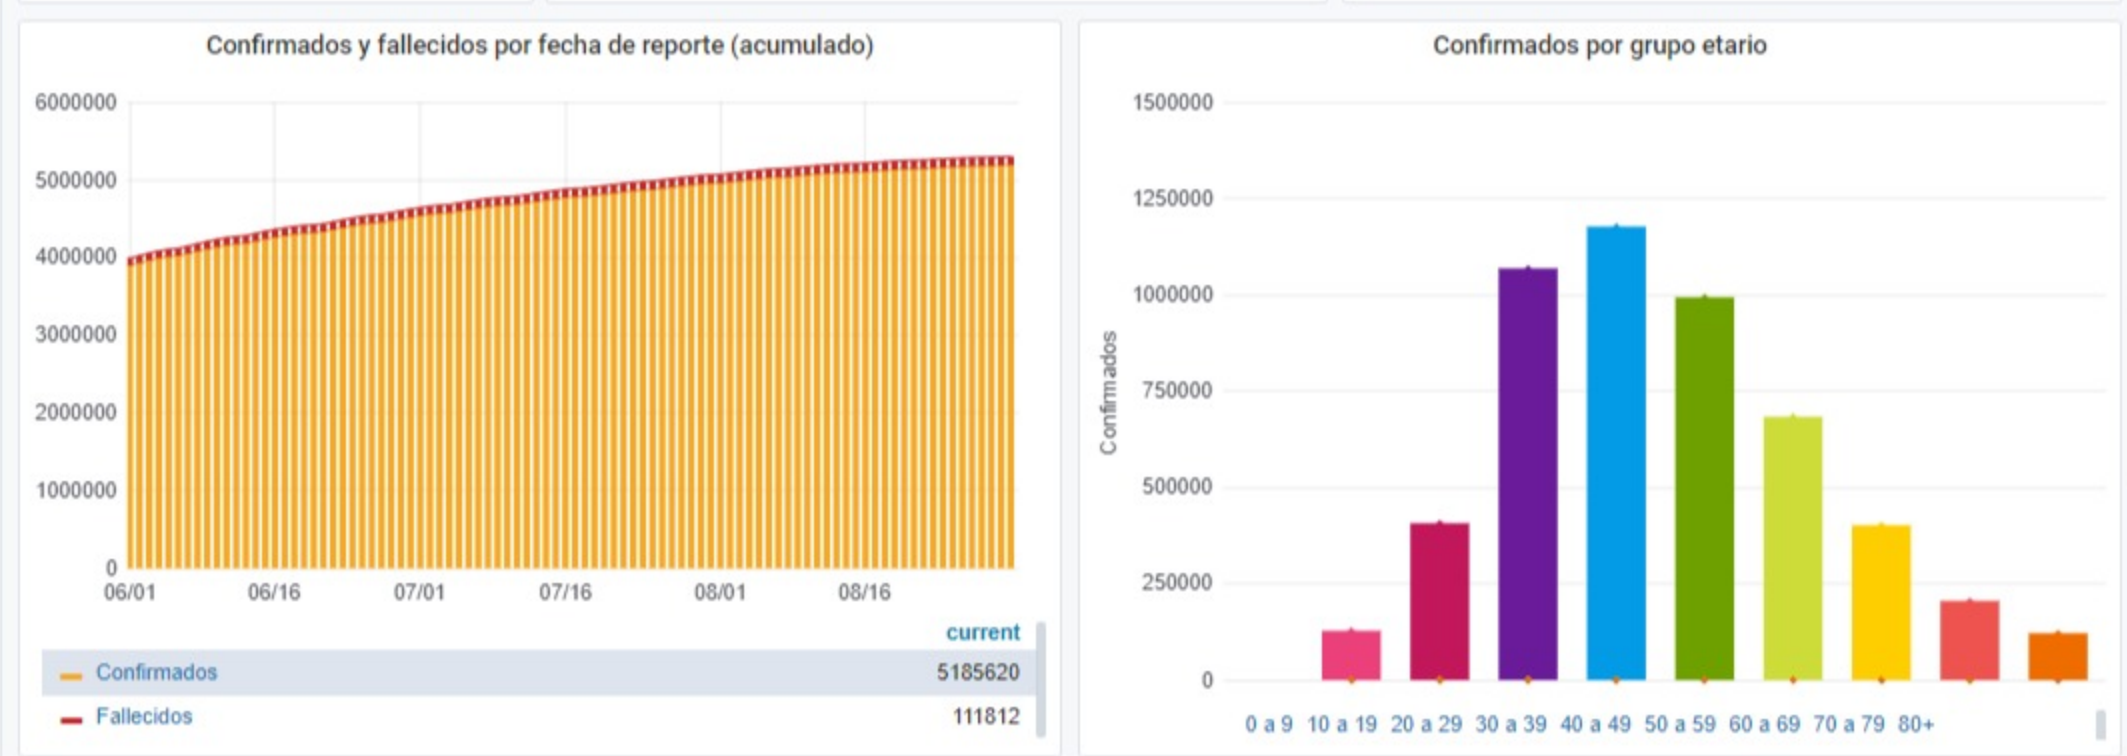 Confirmados y fallecidos por fecha de reporte (acumulado)
6000000
5000000
4000000
3000000
2000000
1000000
0
06/01 06/16 07/01 07/16 08/01 08/16
current
Confirmados 5185620
Fallecidos 111812
Confirmados por grupo etario
Confirmados
1500000
1250000
1000000
750000
500000
250000
0
0 a 9 10 a 19 20 a 29 30 a 39 40 a 49 50 a 59 60 a 69 70 a 79 80+